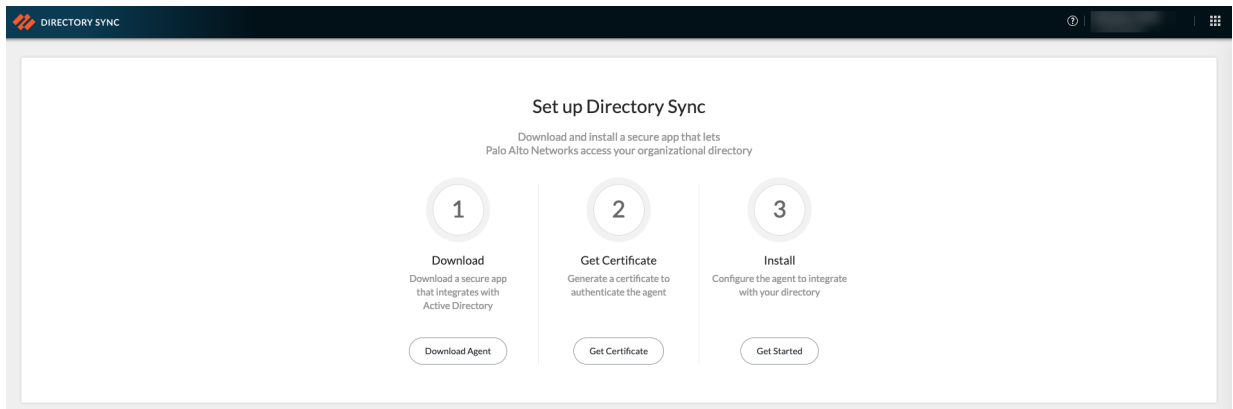 DIRECTORY SYNC
Set up Directory Sync
Download and install a secure app that lets
Palo Alto Networks access your organizational directory
1
Download
Download a secure app
that integrates with
Active Directory
Download Agent
2
Get Certificate
Generate a certificate to
authenticate the agent
Get Certificate
3
Install
Configure the agent to integrate
with your directory
Get Started